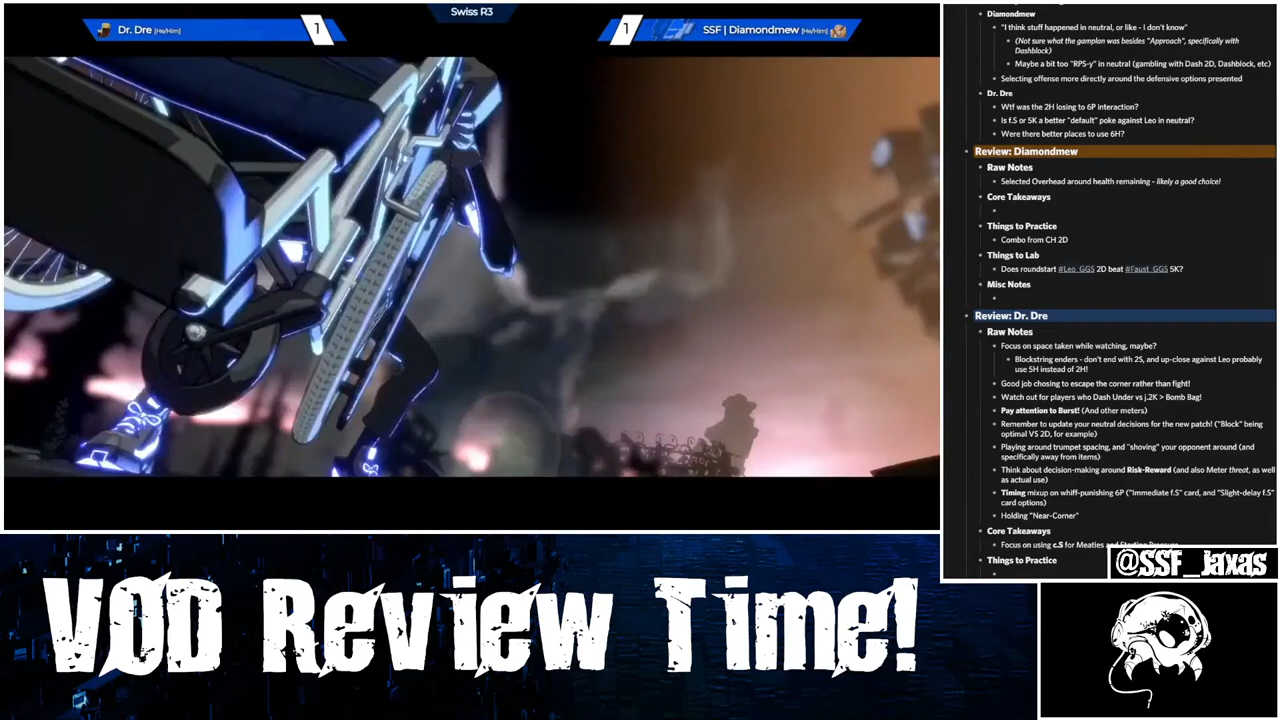 Swiss R3
Dr. Dre [He/Him]
1
1
SSF | Diamondmew [He/Him]
Diamondmew
"I think stuff happened in neutral, or like - I don't know"
(Not sure what the gamplan was besides "Approach", specifically with
Dashblock)
Maybe a bit too "RPS-y" in neutral (gambling with Dash 2D, Dashblock, etc)
Selecting offense more directly around the defensive options presented
Dr. Dre
Wtf was the 2H losing to 6P interaction?
Is f.S or 5K a better "default" poke against Leo in neutral?
Were there better places to use 6H?
Review: Diamondmew
Raw Notes
Selected Overhead around health remaining - likely a good choice!
Core Takeaways
Things to Practice
Combo from CH 2D
Things to Lab
Does roundstart #Leo_GGS 2D beat #Faust_GGS 5K?
Misc Notes
Review: Dr. Dre
Raw Notes
Focus on space taken while watching, maybe?
Blockstring enders - don't end with 2S, and up-close against Leo probably
use 5H instead of 2H!
Good job chosing to escape the corner rather than fight!
Watch out for players who Dash Under vs j.2K > Bomb Bag!
Pay attention to Burst! (And other meters)
Remember to update your neutral decisions for the new patch! ("Block" being
optimal VS 2D, for example)
Playing around trumpet spacing, and "shoving" your opponent around (and
specifically away from items)
Think about decision-making around Risk-Reward (and also Meter threat, as well
as actual use)
Timing mixup on whiff-punishing 6P ("Immediate f.S" card, and "Slight-delay f.S"
card options)
Holding "Near-Corner"
Core Takeaways
Focus on using c.S for Meaties and Starting Pressure
Things to Practice
@SSF_Jaxas
VOD Review Time!